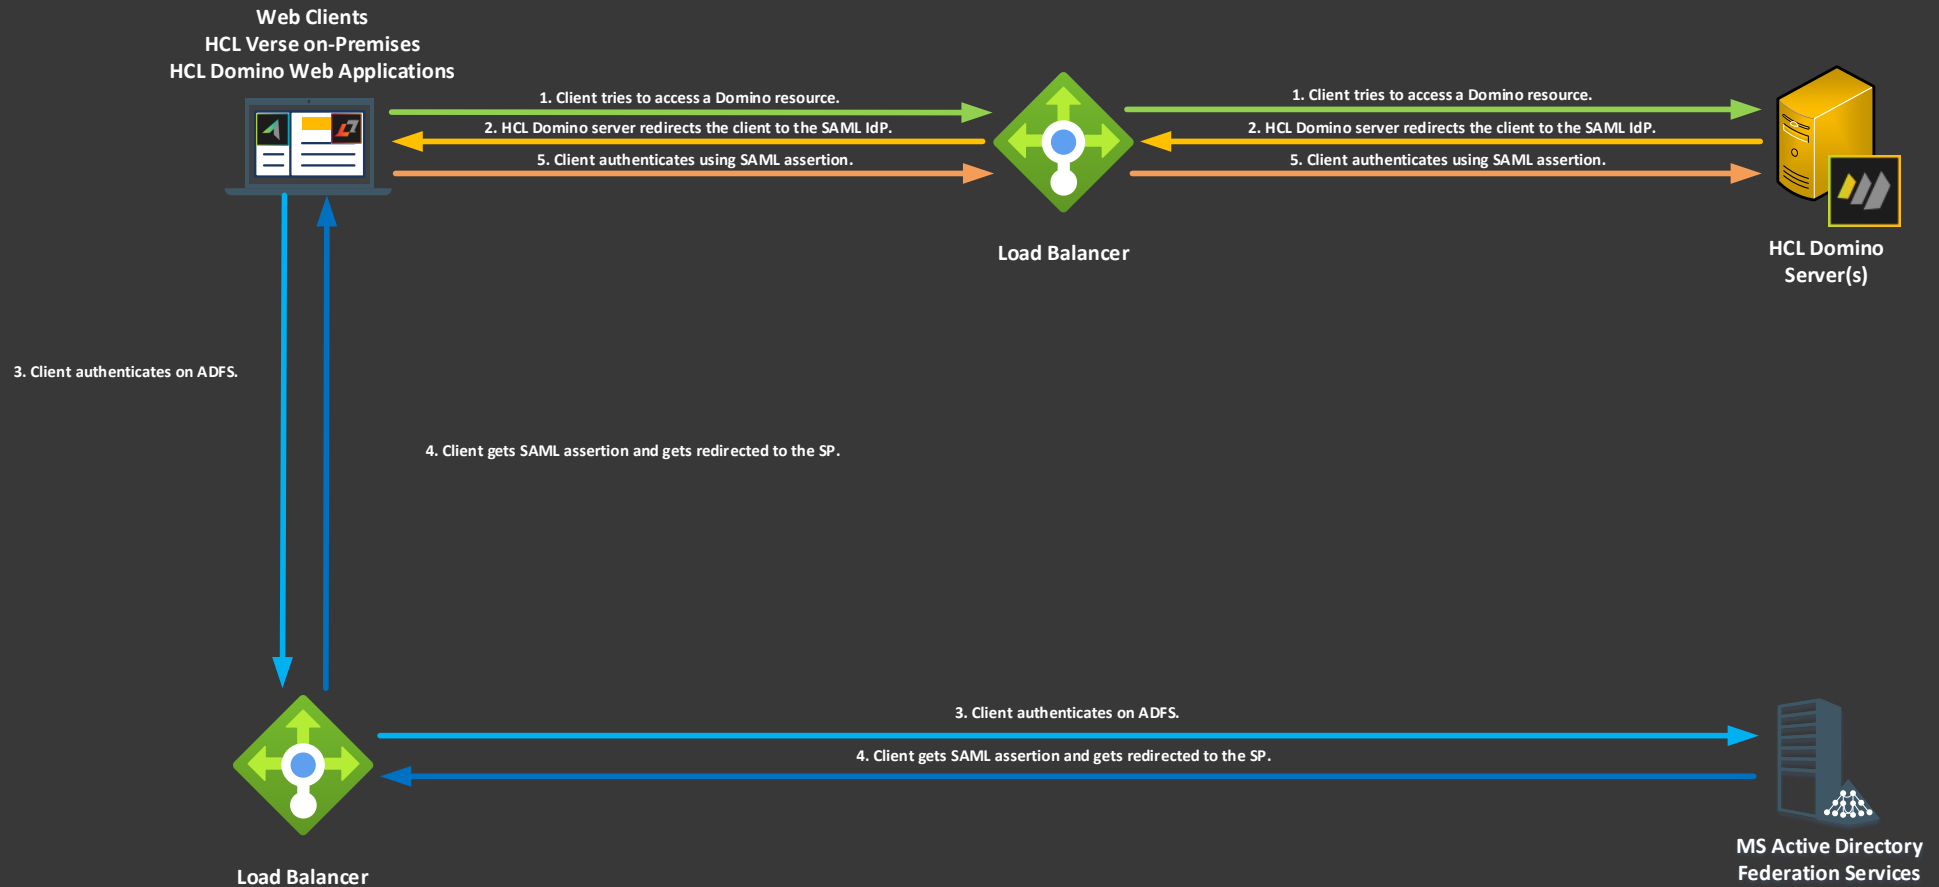 Web Clients
HCL Verse on-Premises
HCL Domino Web Applications
1. Client tries to access a Domino resource.
2. HCL Domino server redirects the client to the SAML IdP.
5. Client authenticates using SAML assertion.
Load Balancer
1. Client tries to access a Domino resource.
2. HCL Domino server redirects the client to the SAML IdP.
5. Client authenticates using SAML assertion.
HCL Domino
Server(s)
3. Client authenticates on ADFS.
4. Client gets SAML assertion and gets redirected to the SP.
3. Client authenticates on ADFS.
4. Client gets SAML assertion and gets redirected to the SP.
Load Balancer
MS Active Directory
Federation Services